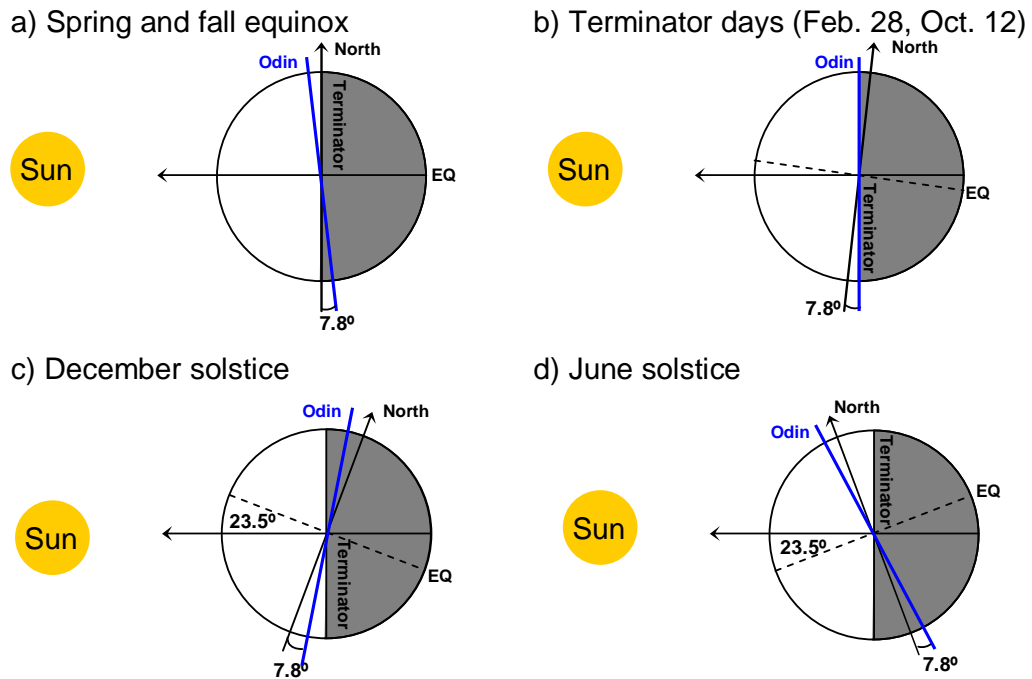 a) Spring and fall equinox
North
Odin
Terminator
Sun
EQ
7.8º
b) Terminator days (Feb. 28, Oct. 12)
Odin
North
Sun
EQ
Terminator
7.8º
c) December solstice
Odin
North
23.5º
Sun
Terminator
EQ
7.8º
d) June solstice
North
Odin
Terminator
EQ
Sun
23.5º
7.8º